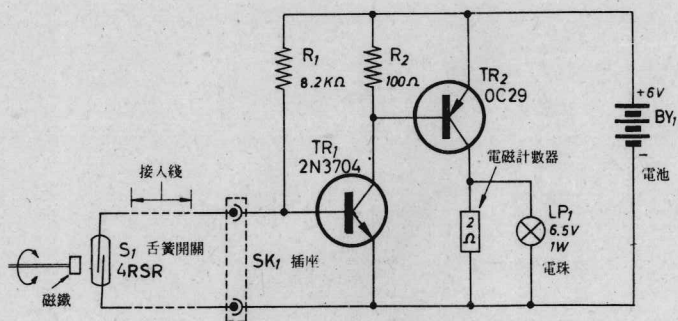 R₁
8.2KΩ
R₂
100Ω
TR₂
OC29
+6V
BY₁
-
電池
TR₁
2N3704
電磁計數器
接入綫
2
Ω
LP₁
6.5V
1W
電珠
S₁ 舌簧開關
4RSR
SK₁ 插座
磁鐵